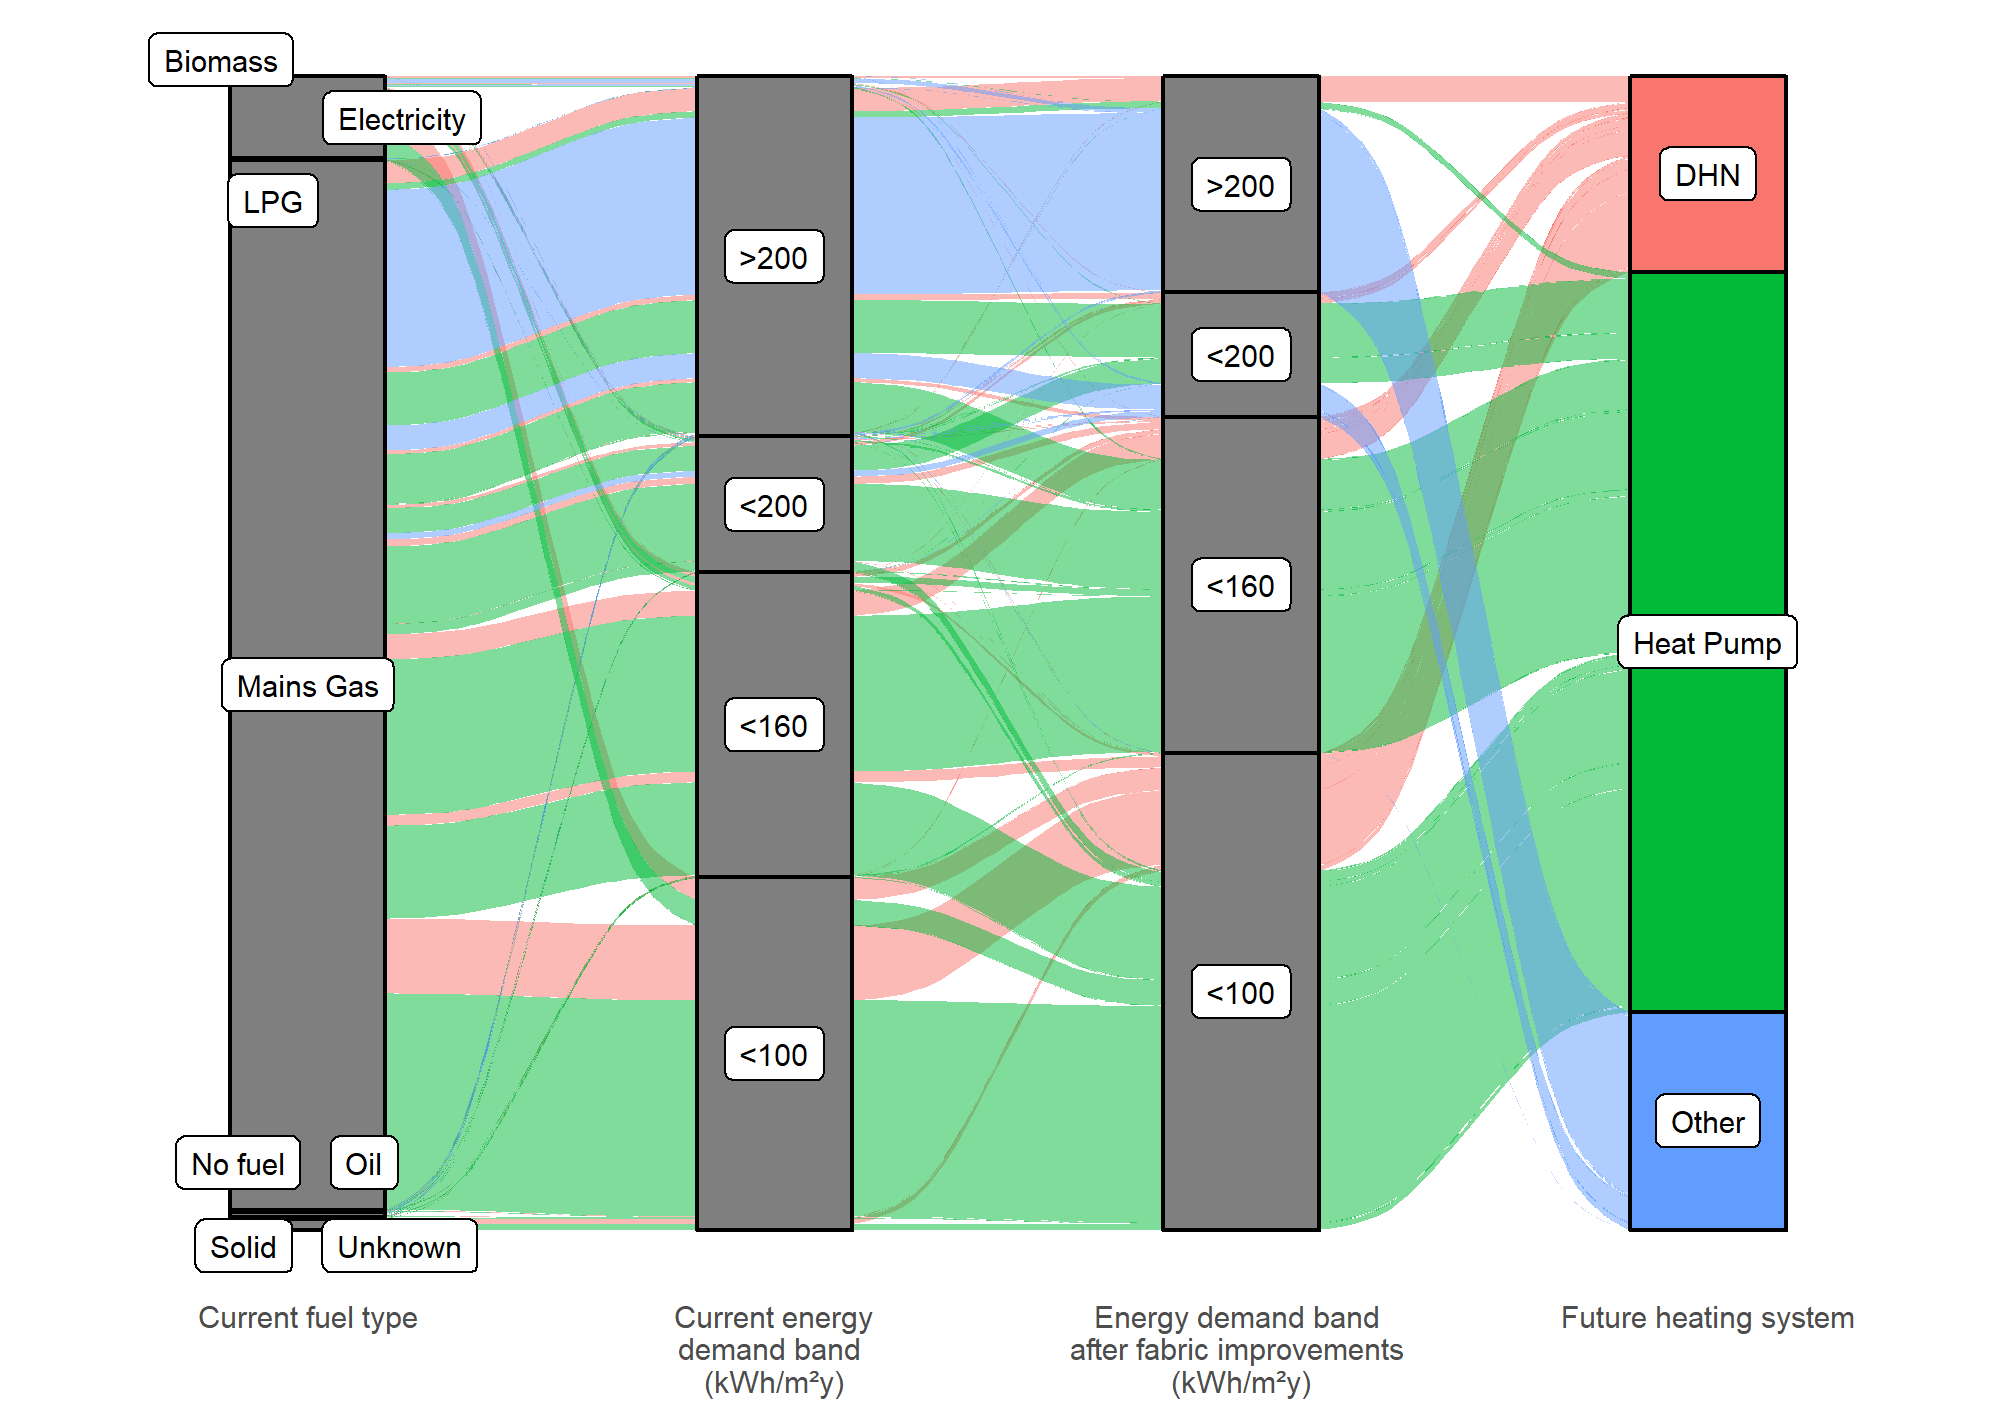 Biomass
Electricity
LPG
Mains Gas
No fuel
Oil
Solid
Unknown
>200
<200
<160
<100
>200
<200
<160
<100
DHN
Heat Pump
Other
Current fuel type
Current energy
demand band
(kWh/m²y)
Energy demand band
after fabric improvements
(kWh/m²y)
Future heating system